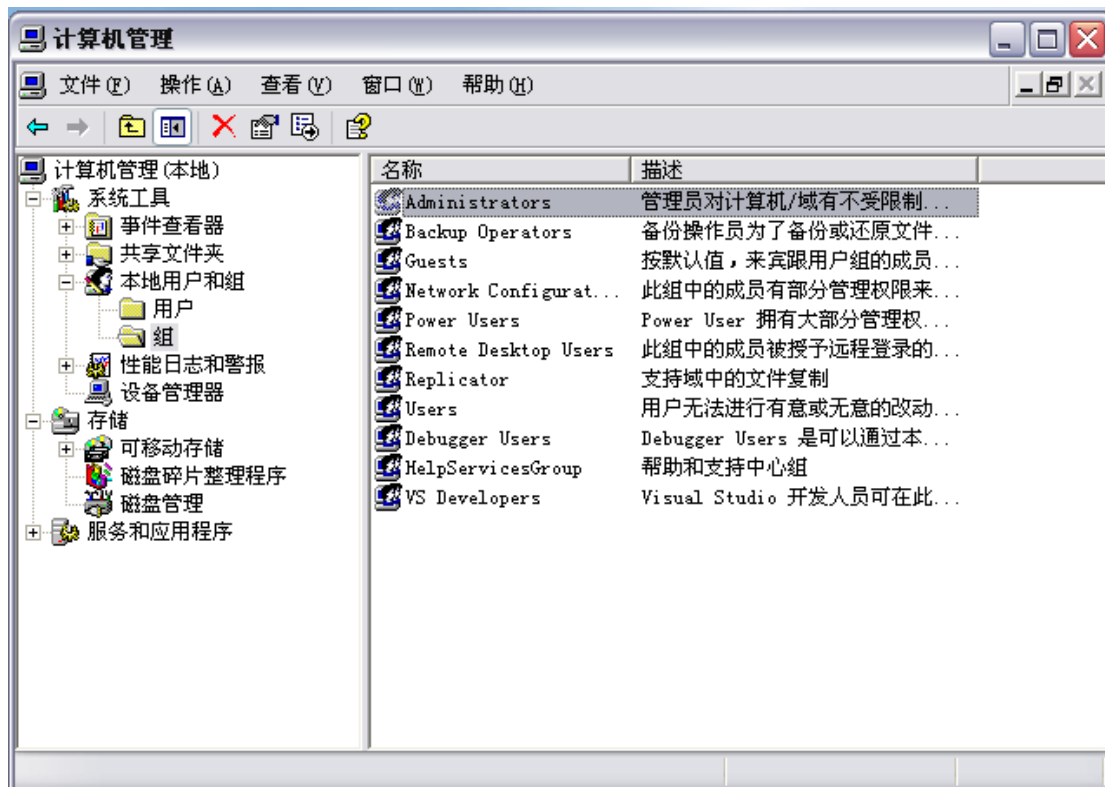 计算机管理
文件(F) 操作(A) 查看(V) 窗口(W) 帮助(H)
计算机管理(本地)
系统工具
事件查看器
共享文件夹
本地用户和组
用户
组
性能日志和警报
设备管理器
存储
可移动存储
磁盘碎片整理程序
磁盘管理
服务和应用程序
名称 描述
Administrators 管理员对计算机/域有不受限制...
Backup Operators 备份操作员为了备份或还原文件...
Guests 按默认值，来宾跟用户组的成员...
Network Configurat... 此组中的成员有部分管理权限来...
Power Users Power User 拥有大部分管理权...
Remote Desktop Users 此组中的成员被授予远程登录的...
Replicator 支持域中的文件复制
Users 用户无法进行有意或无意的改动...
Debugger Users Debugger Users 是可以通过本...
HelpServicesGroup 帮助和支持中心组
VS Developers Visual Studio 开发人员可在此...